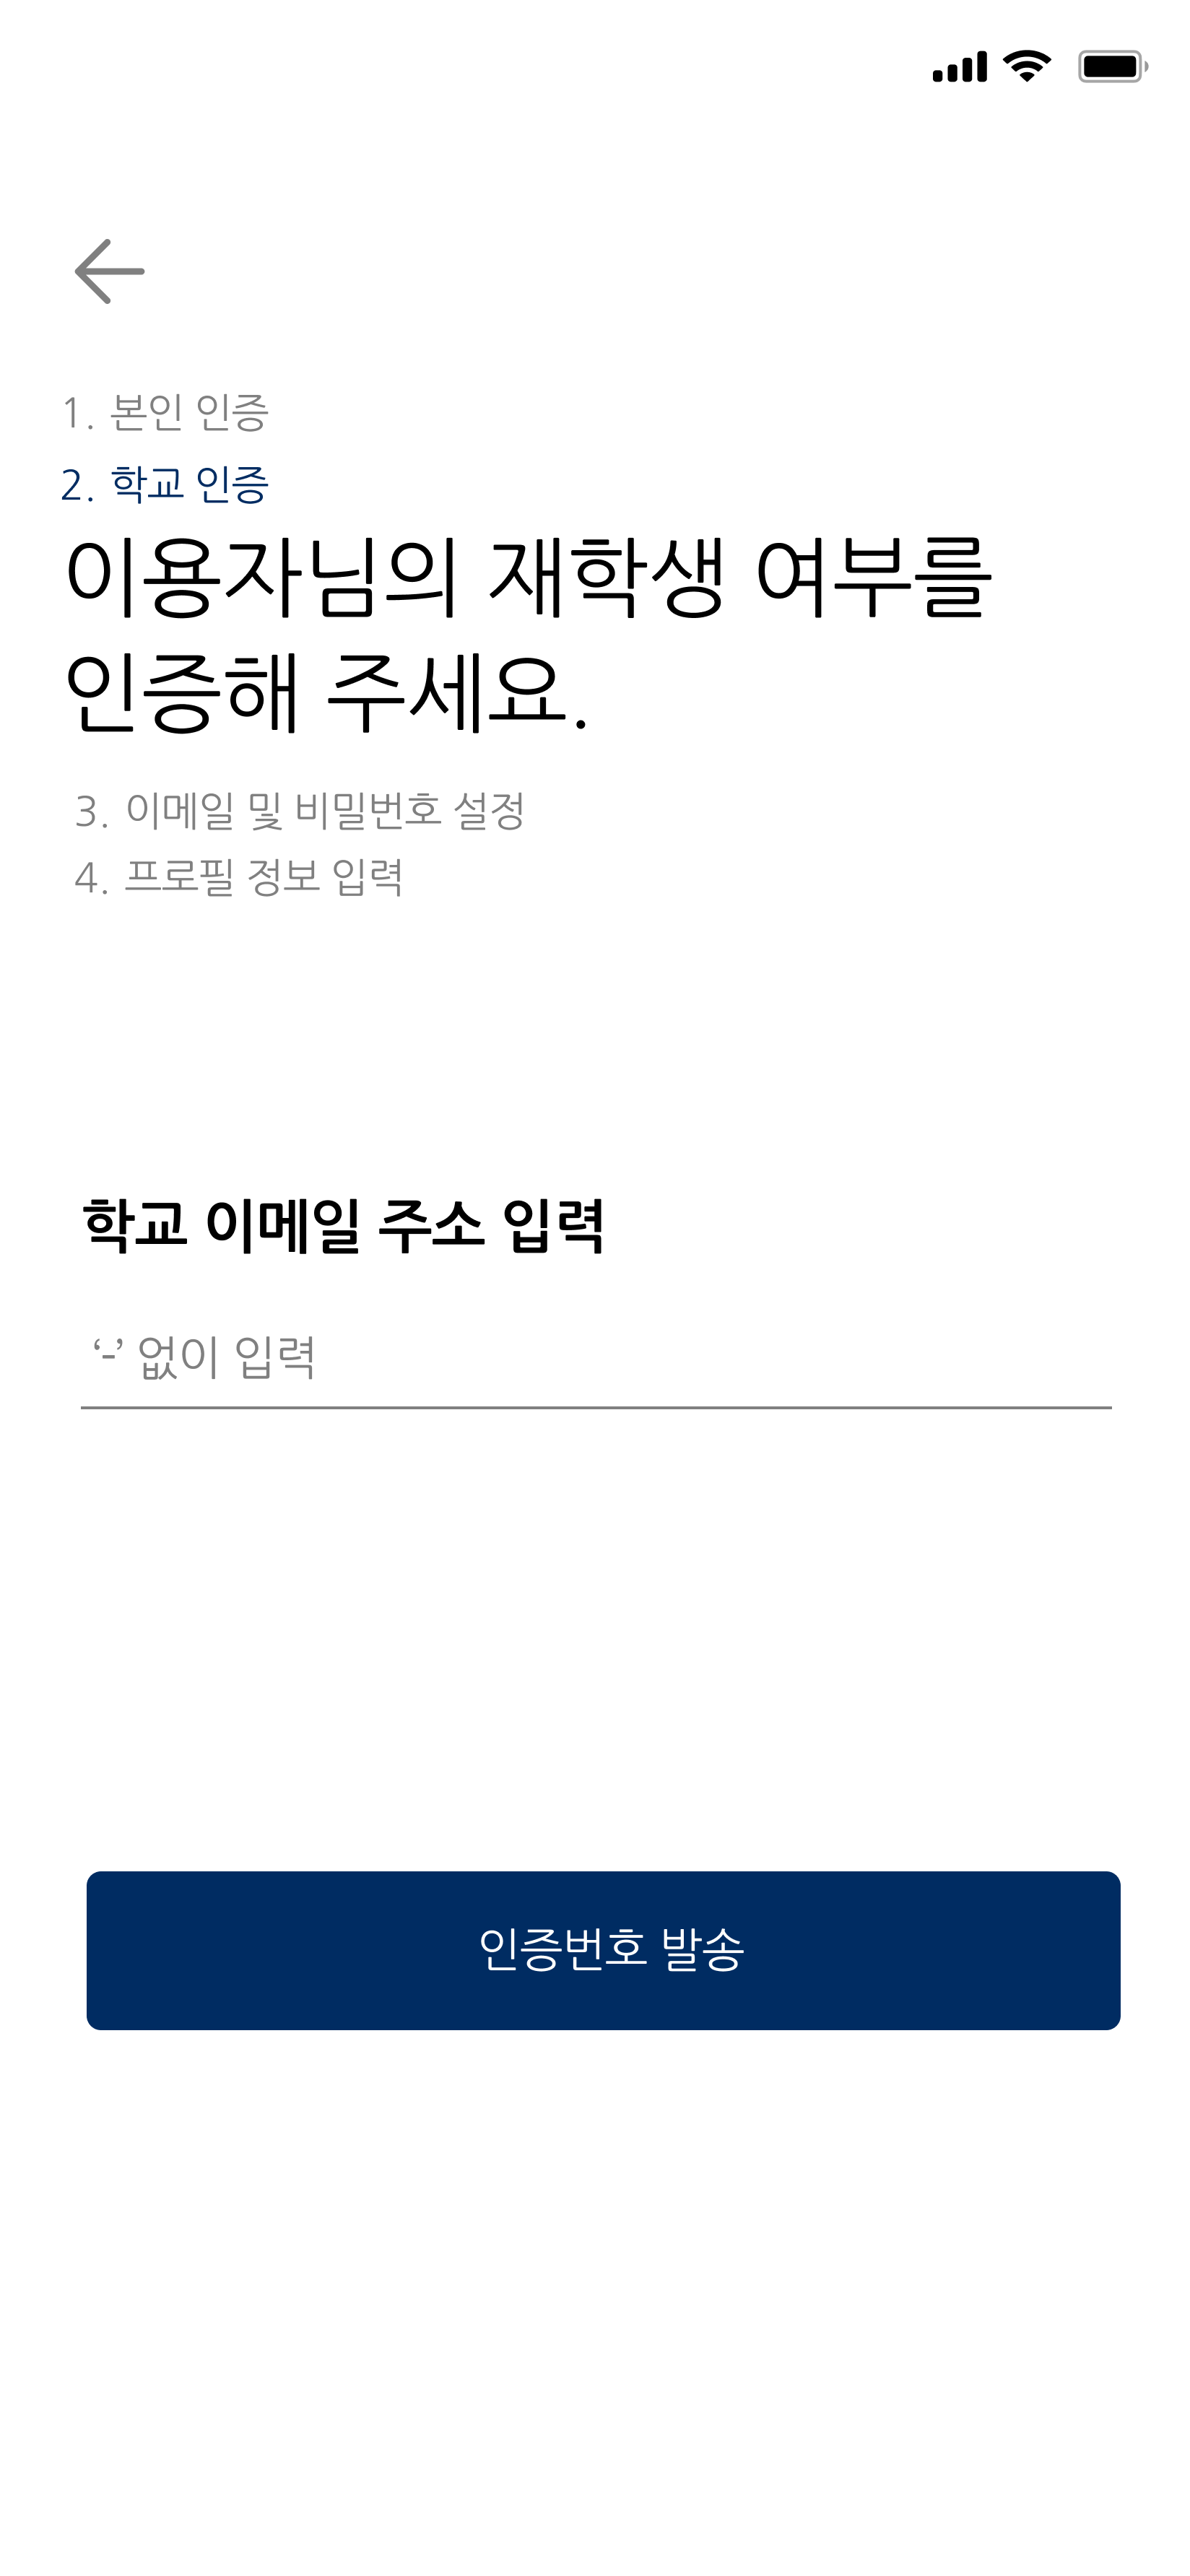 1. 본인 인증
2. 학교 인증
이용자님의 재학생 여부를
인증해 주세요.
3. 이메일 및 비밀번호 설정
4. 프로필 정보 입력
학교 이메일 주소 입력
‘-’ 없이 입력
인증번호 발송